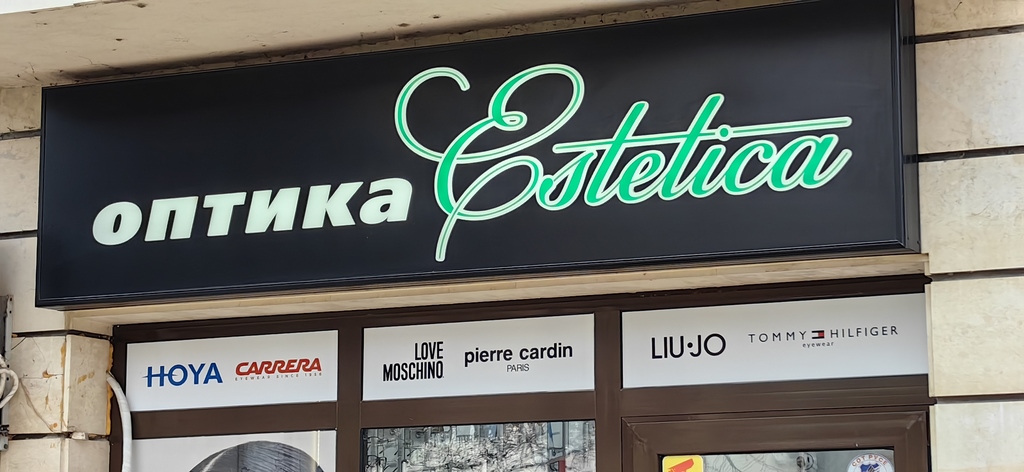 оптика Estetica
HOYA
CARRERA
EYEWEAR SINCE 1956
LOVE
MOSCHINO
pierre cardin
PARIS
LIU·JO
TOMMY HILFIGER
eyewear